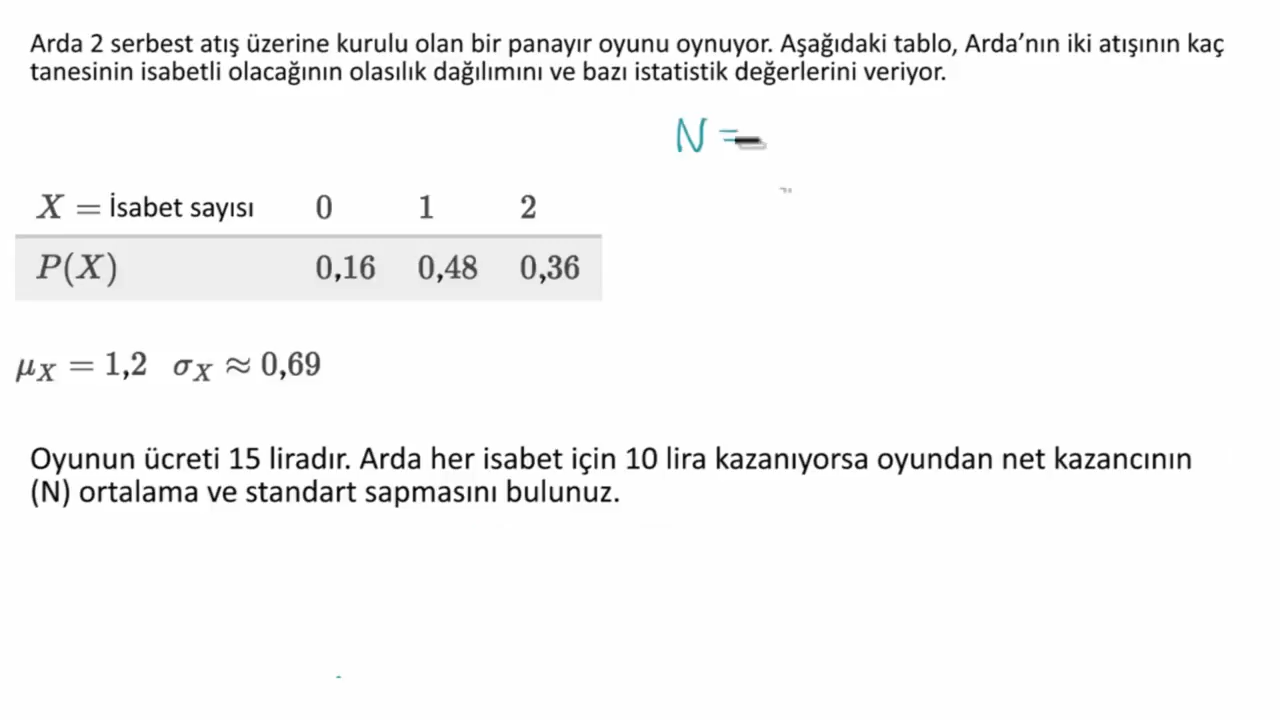 Arda 2 serbest atış üzerine kurulu olan bir panayır oyunu oynuyor. Aşağıdaki tablo, Arda’nın iki atışının kaç
tanesinin isabetli olacağının olasılık dağılımını ve bazı istatistik değerlerini veriyor.
N =
X = İsabet sayısı 0 1 2
P(X) 0,16 0,48 0,36
μX = 1,2 σX ≈ 0,69
Oyunun ücreti 15 liradır. Arda her isabet için 10 lira kazanıyorsa oyundan net kazancının
(N) ortalama ve standart sapmasını bulunuz.